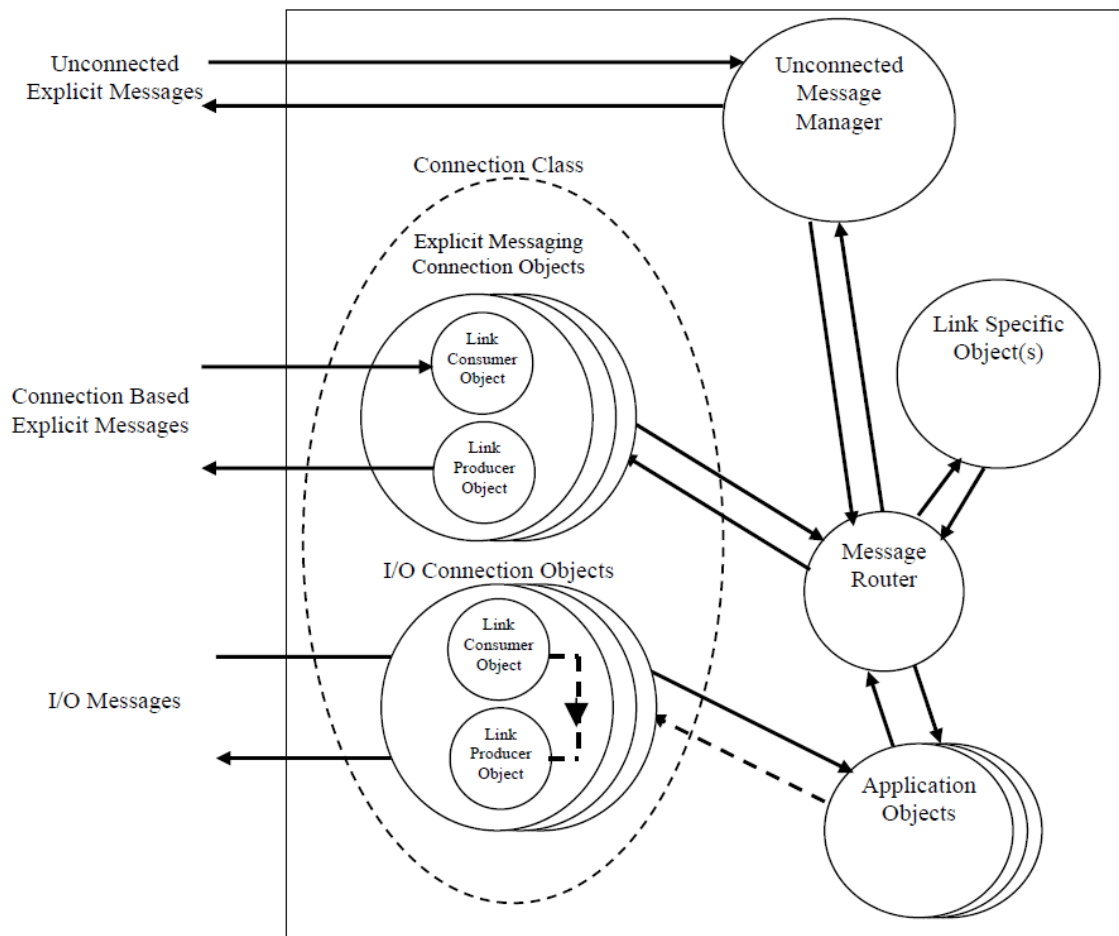 Unconnected
Explicit Messages
Unconnected
Message
Manager
Connection Class
Explicit Messaging
Connection Objects
Link
Consumer
Object
Link Specific
Object(s)
Connection Based
Explicit Messages
Link
Producer
Object
Message
Router
I/O Connection Objects
Link
Consumer
Object
I/O Messages
Link
Producer
Object
Application
Objects